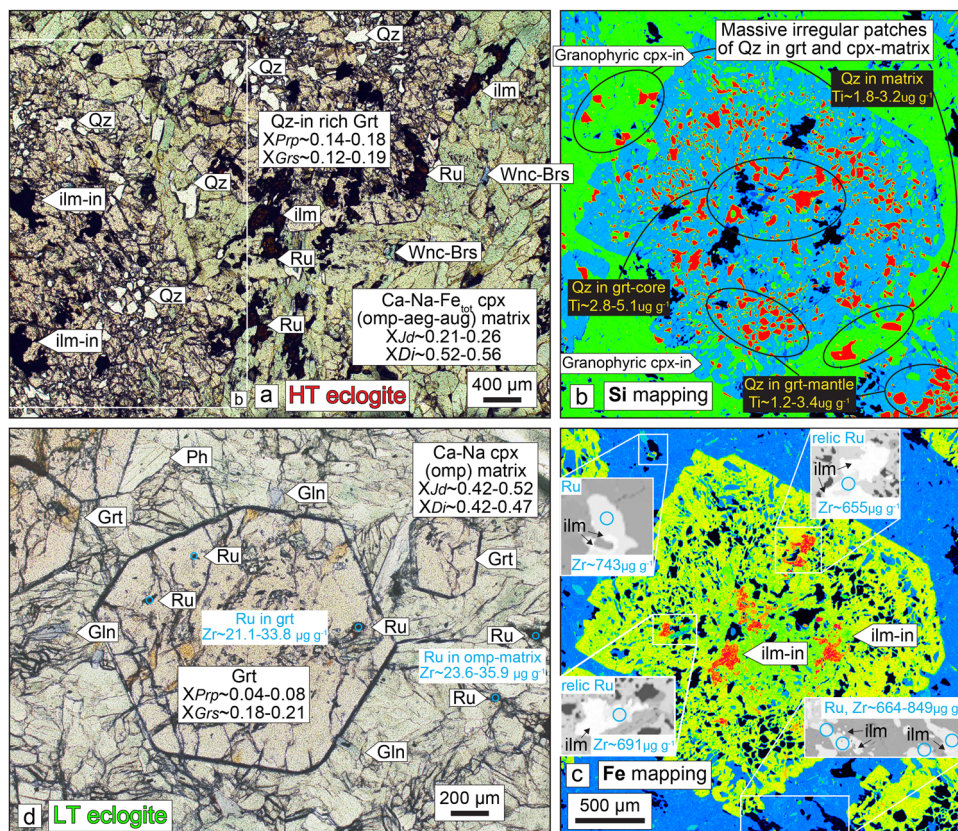 Qz
Qz
Qz
ilm
Qz-in rich Grt
XPrp~0.14-0.18
XGrs~0.12-0.19
Qz
Qz
Ru
Wnc-Brs
ilm-in
ilm
Wnc-Brs
Ru
Qz
Ru
ilm-in
Ca-Na-Fetot cpx
(omp-aeg-aug) matrix
XJd~0.21-0.26
XDi~0.52-0.56
b
a
HT eclogite
400 µm
Massive irregular patches
of Qz in grt and cpx-matrix
Granophyric cpx-in
Qz in matrix
Ti~1.8-3.2ug g-1
Qz in grt-core
Ti~2.8-5.1ug g-1
Granophyric cpx-in
Qz in grt-mantle
Ti~1.2-3.4ug g-1
b
Si mapping
Ph
Ca-Na cpx
(omp) matrix
XJd~0.42-0.52
XDi~0.42-0.47
Gln
Grt
Ru
Grt
Ru
Ru in grt
Zr~21.1-33.8 µg g-1
Ru
Ru
Gln
Ru in omp-matrix
Zr~23.6-35.9 µg g-1
Grt
XPrp~0.04-0.08
XGrs~0.18-0.21
Ru
Gln
d
LT eclogite
200 µm
relic Ru
ilm
Zr~655µg g-1
Ru
ilm
Zr~743µg g-1
ilm-in
ilm-in
relic Ru
ilm
Zr~691µg g-1
Ru, Zr~664-849µg g-1
ilm
ilm
c
Fe mapping
500 µm